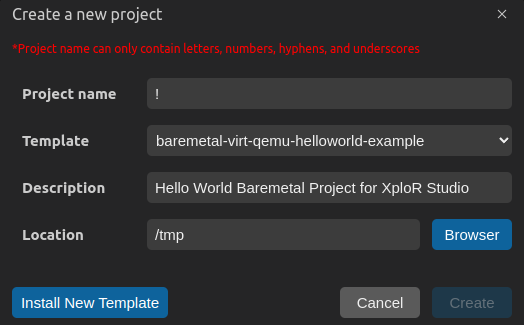 Create a new project
*Project name can only contain letters, numbers, hyphens, and underscores
Project name !
Template baremetal-virt-qemu-helloworld-example
Description Hello World Baremetal Project for XploR Studio
Location /tmp Browser
Install New Template Cancel Create